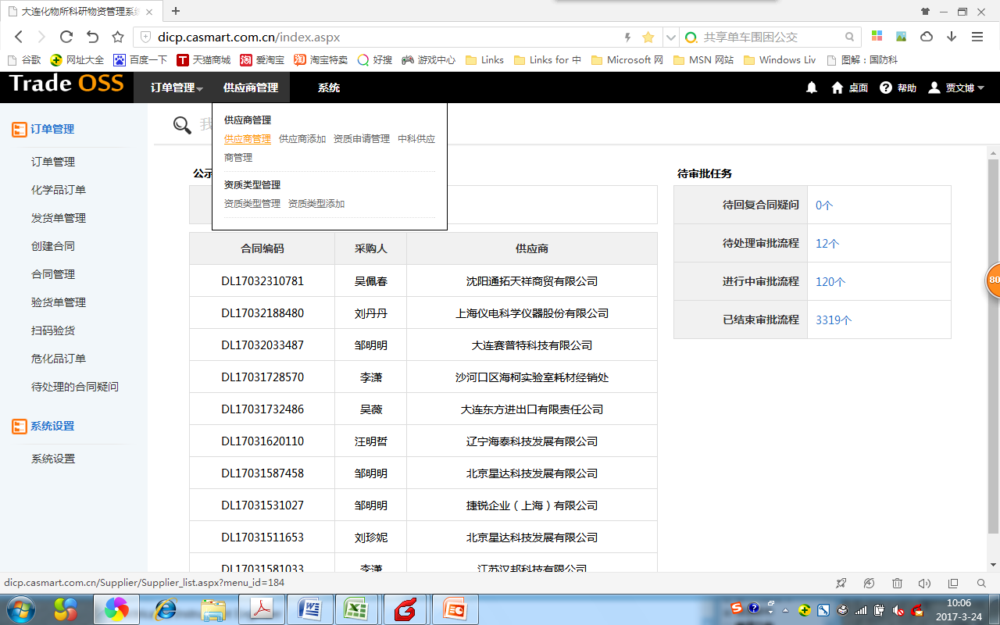 大连化物所科研物资管理系统
dicp.casmart.com.cn/index.aspx
共享单车围困公交
谷歌 网址大全 百度一下 天猫商城 爱淘宝 淘宝特卖 好搜 游戏中心 Links Links for 中 Microsoft 网 MSN 网站 Windows Liv 图解：国防科
Trade OSS
订单管理 供应商管理 系统
桌面 帮助 贾文博
订单管理
订单管理
化学品订单
发货单管理
创建合同
合同管理
验货单管理
扫码验货
危化品订单
待处理的合同疑问
系统设置
系统设置
我
供应商管理
供应商管理 供应商添加 资质申请管理 中科供应
商管理
资质类型管理
资质类型管理 资质类型添加
公示
合同编码 采购人 供应商
DL17032310781 吴佩春 沈阳通拓天祥商贸有限公司
DL17032188480 刘丹丹 上海仪电科学仪器股份有限公司
DL17032033487 邹明明 大连赛普特科技有限公司
DL17031728570 李潇 沙河口区海柯实验室耗材经销处
DL17031732486 吴薇 大连东方进出口有限责任公司
DL17031620110 汪明哲 辽宁海泰科技发展有限公司
DL17031587458 邹明明 北京星达科技发展有限公司
DL17031531027 邹明明 捷锐企业（上海）有限公司
DL17031511653 刘珍妮 北京星达科技发展有限公司
DL17031581033 李潇 江苏汉邦科技有限公司
待审批任务
待回复合同疑问 0个
待处理审批流程 12个
进行中审批流程 120个
已结束审批流程 3319个
80
dicp.casmart.com.cn/Supplier/Supplier_list.aspx?menu_id=184
10:06
2017-3-24